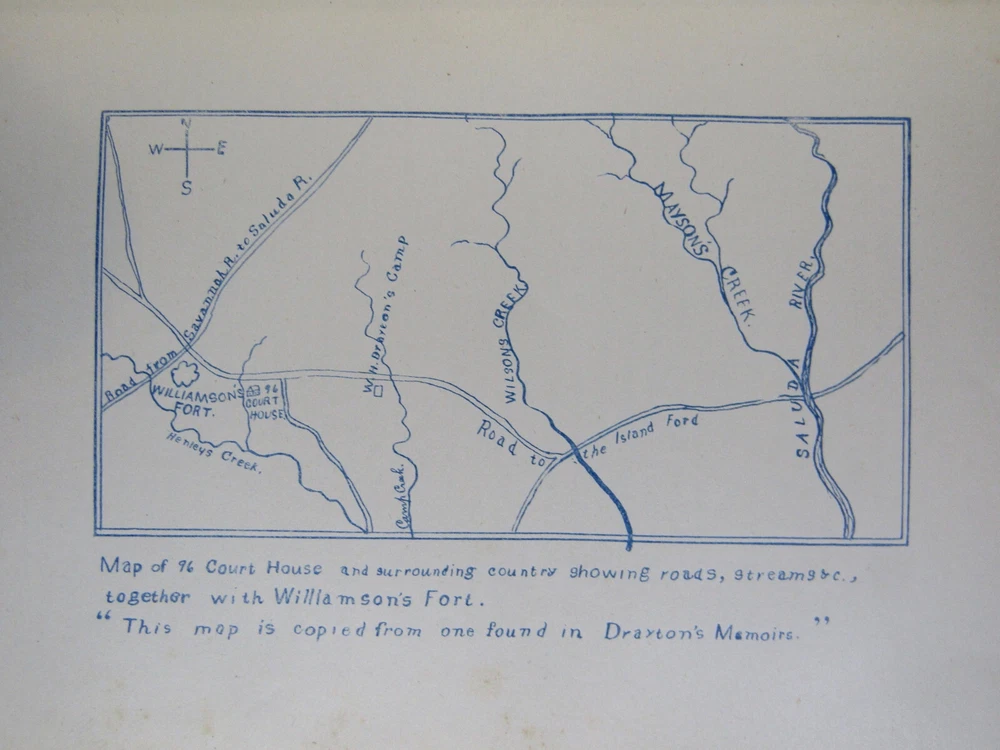 N
W E
S
Road from Savannah R. to Saluda R.
WILLIAMSON'S
FORT.
96
COURT
HOUSE
Henleys Creek.
W. H. Drayton's Camp
Camp Creek.
WILSONS CREEK
MAYSON'S CREEK.
SALUDA RIVER.
Road to the Island Ford
Map of 96 Court House and surrounding country showing roads, streams &c.,
together with Williamson's Fort.
“ This map is copied from one found in Drayton's Memoirs. ”